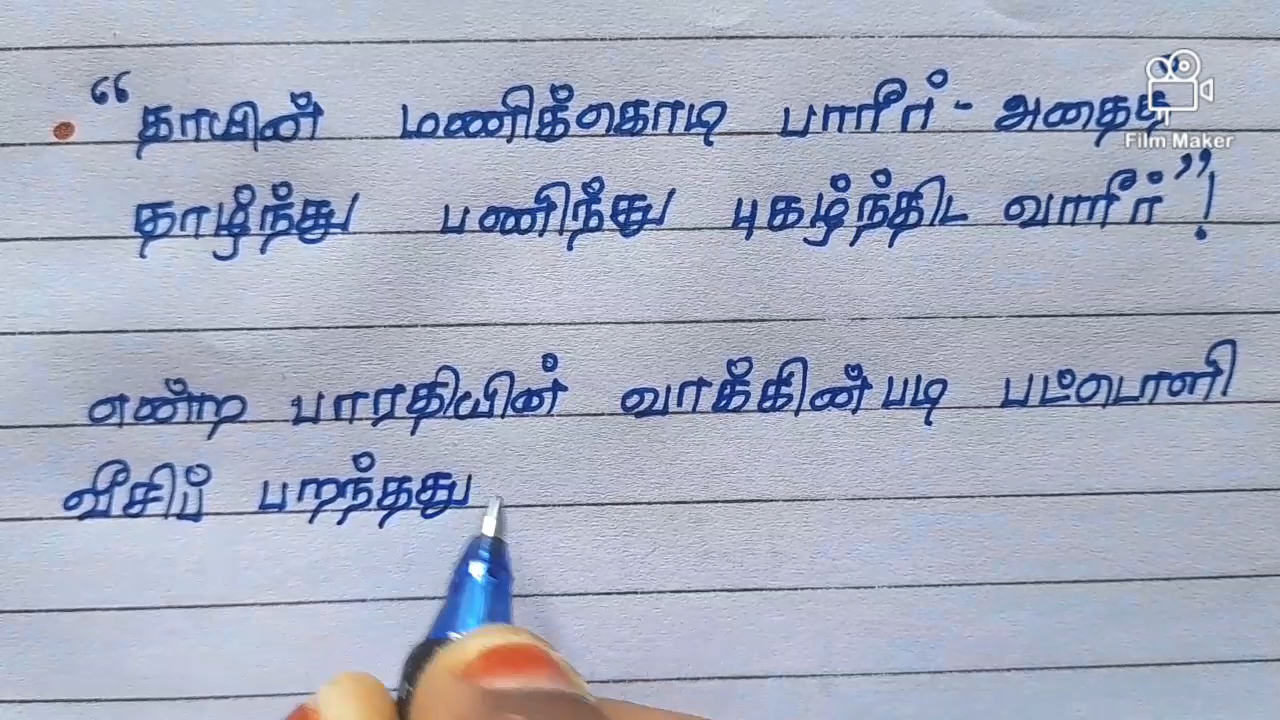 “தாயின் மணிக்கொடி பாரீர் - அதைத்
தாழ்ந்து பணிந்து புகழ்ந்திட வாரீர்”!
என்ற பாரதியின் வாக்கின்படி பட்டொளி
வீசிப் பறந்தது
Film Maker